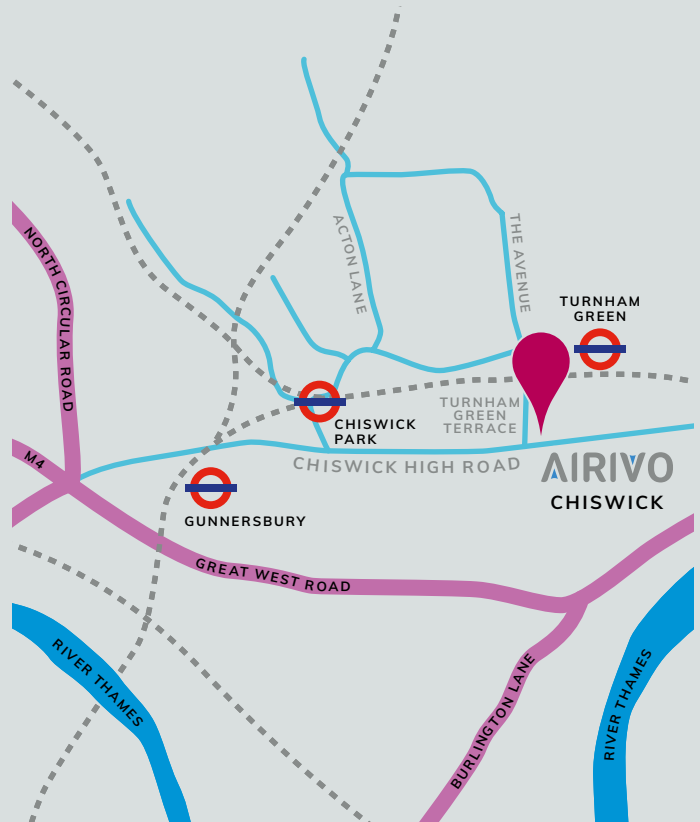 NORTH CIRCULAR ROAD
ACTON LANE
THE AVENUE
TURNHAM
GREEN
TURNHAM
GREEN
TERRACE
CHISWICK
PARK
M4
CHISWICK HIGH ROAD
AIRIVO
CHISWICK
GUNNERSBURY
GREAT WEST ROAD
RIVER THAMES
BURLINGTON LANE
RIVER THAMES